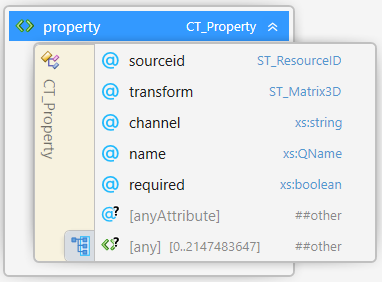 property CT_Property
CT_Property
@ sourceid ST_ResourceID
@ transform ST_Matrix3D
@ channel xs:string
@ name xs:QName
@ required xs:boolean
@? [anyAttribute] ##other
<>? [any] [0..2147483647] ##other